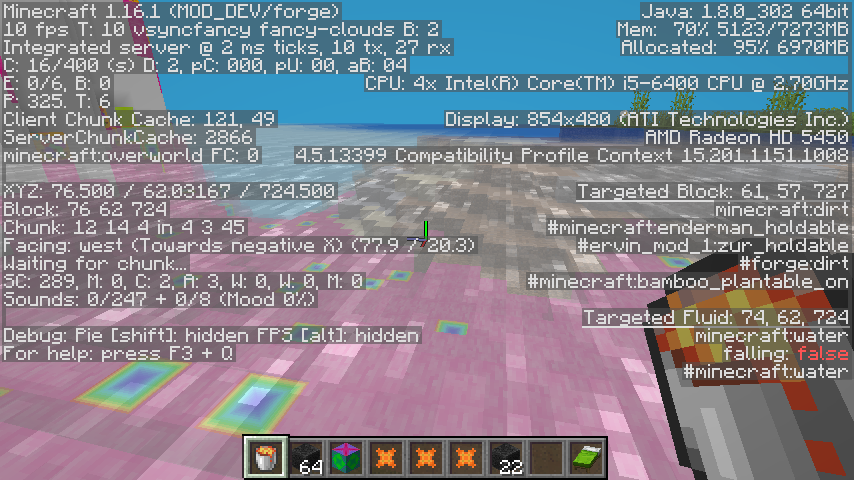 Minecraft 1.16.1 (MOD_DEV/forge)
10 fps T: 10 vsyncfancy fancy-clouds B: 2
Integrated server @ 2 ms ticks, 10 tx, 27 rx
C: 16/400 (s) D: 2, pC: 000, pU: 00, aB: 04
E: 0/6, B: 0
P: 325. T: 0
Client Chunk Cache: 121, 49
ServerChunkCache: 2866
minecraft:overworld FC: 0
XYZ: 76.500 / 62.03167 / 724.500
Block: 76 62 724
Chunk: 12 14 4 in 4 3 45
Facing: west (Towards negative X) (77.9 / 20.3)
Waiting for chunk...
SC: 289, M: 0, C: 2, A: 3, W: 0, W: 0, M: 0
Sounds: 0/247 + 0/8 (Mood 0%)
Debug: Pie [shift]: hidden FPS [alt]: hidden
For help: press F3 + Q
Java: 1.8.0_302 64bit
Mem: 70% 5123/7273MB
Allocated: 95% 6970MB
CPU: 4x Intel(R) Core(TM) i5-6400 CPU @ 2.70GHz
Display: 854x480 (ATI Technologies Inc.)
AMD Radeon HD 5450
4.5.13399 Compatibility Profile Context 15.201.1151.1008
Targeted Block: 61, 57, 727
minecraft:dirt
#minecraft:enderman_holdable
#ervin_mod_1:zur_holdable
#forge:dirt
#minecraft:bamboo_plantable_on
Targeted Fluid: 74, 62, 724
minecraft:water
falling: false
#minecraft:water
64
22